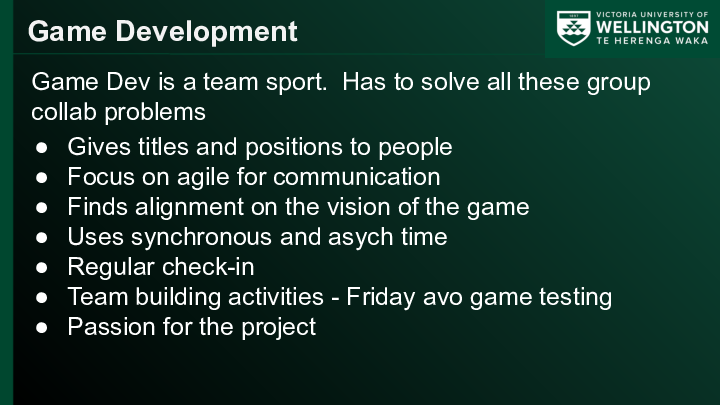 Game Development
1897
VICTORIA UNIVERSITY OF
WELLINGTON
TE HERENGA WAKA
Game Dev is a team sport.  Has to solve all these group
collab problems
● Gives titles and positions to people
● Focus on agile for communication
● Finds alignment on the vision of the game
● Uses synchronous and asych time
● Regular check-in
● Team building activities - Friday avo game testing
● Passion for the project